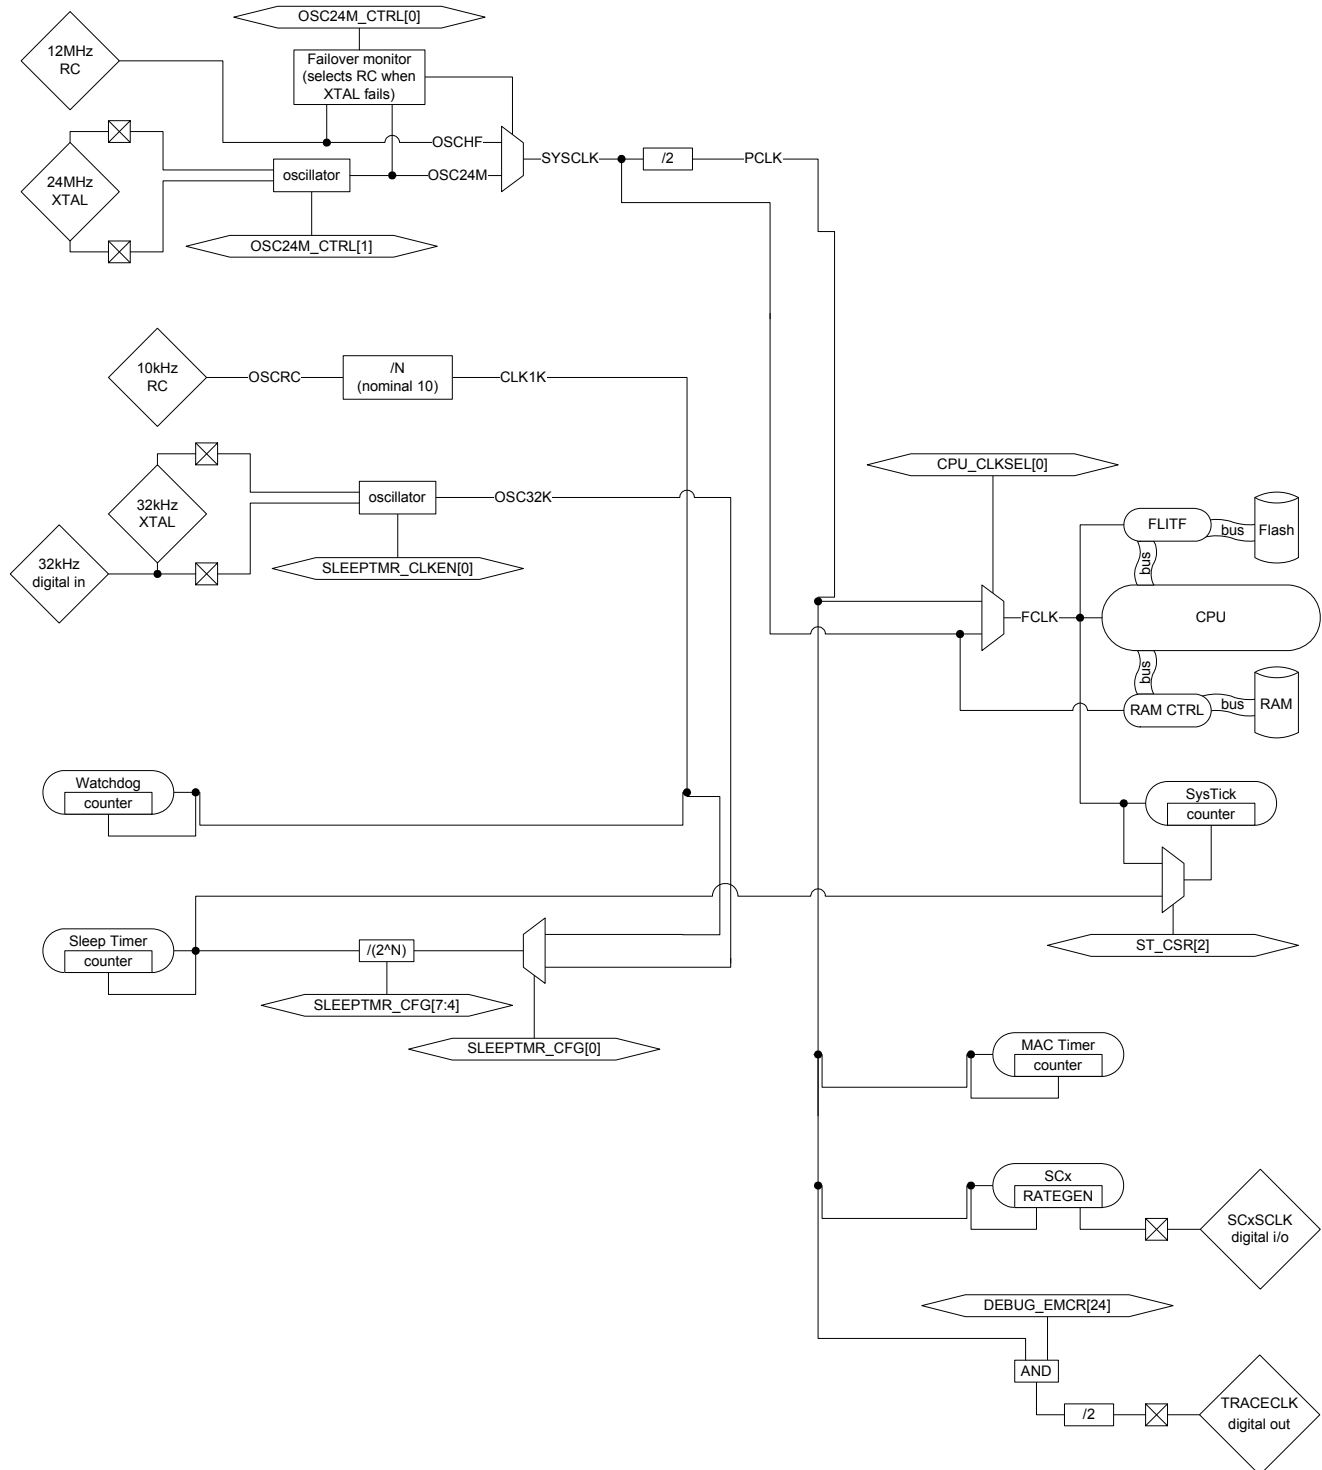 OSC24M_CTRL[0]
12MHz
RC
Failover monitor
(selects RC when
XTAL fails)
OSCHF
SYSCLK
/2
PCLK
24MHz
XTAL
oscillator
OSC24M
OSC24M_CTRL[1]
10kHz
RC
OSCRC
/N
(nominal 10)
CLK1K
CPU_CLKSEL[0]
32kHz
XTAL
oscillator
OSC32K
32kHz
digital in
SLEEPTMR_CLKEN[0]
FLITF
bus
Flash
bus
FCLK
CPU
bus
RAM CTRL
bus
RAM
Watchdog
counter
SysTick
counter
Sleep Timer
counter
/(2^N)
ST_CSR[2]
SLEEPTMR_CFG[7:4]
SLEEPTMR_CFG[0]
MAC Timer
counter
SCx
RATEGEN
SCxSCLK
digital i/o
DEBUG_EMCR[24]
AND
/2
TRACECLK
digital out